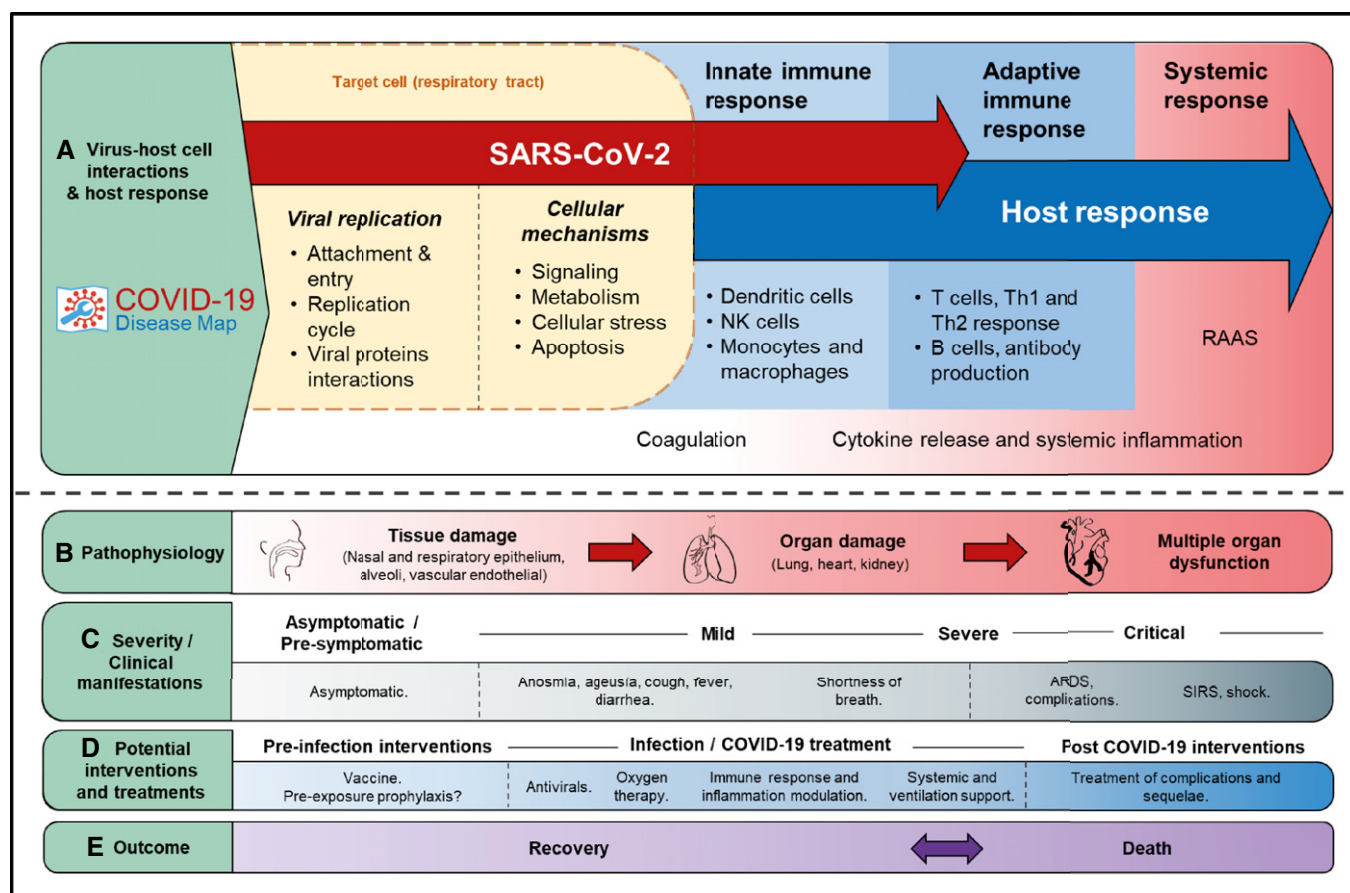 Target cell (respiratory tract)
Innate immune
response
Adaptive
immune
response
Systemic
response
A Virus-host cell
interactions
& host response
SARS-CoV-2
Host response
COVID-19
Disease Map
Viral replication
• Attachment &
entry
• Replication
cycle
• Viral proteins
interactions
Cellular
mechanisms
• Signaling
• Metabolism
• Cellular stress
• Apoptosis
• Dendritic cells
• NK cells
• Monocytes and
macrophages
• T cells, Th1 and
Th2 response
• B cells, antibody
production
RAAS
Coagulation
Cytokine release and systemic inflammation
B Pathophysiology
Tissue damage
(Nasal and respiratory epithelium,
alveoli, vascular endothelial)
Organ damage
(Lung, heart, kidney)
Multiple organ
dysfunction
C Severity /
Clinical
manifestations
Asymptomatic /
Pre-symptomatic
Mild
Severe
Critical
Asymptomatic.
Anosmia, ageusia, cough, fever,
diarrhea.
Shortness of
breath.
ARDS,
complications.
SIRS, shock.
D Potential
interventions
and treatments
Pre-infection interventions
Infection / COVID-19 treatment
Post COVID-19 interventions
Vaccine.
Pre-exposure prophylaxis?
Antivirals.
Oxygen
therapy.
Immune response and
inflammation modulation.
Systemic and
ventilation support.
Treatment of complications and
sequelae.
E Outcome
Recovery
Death